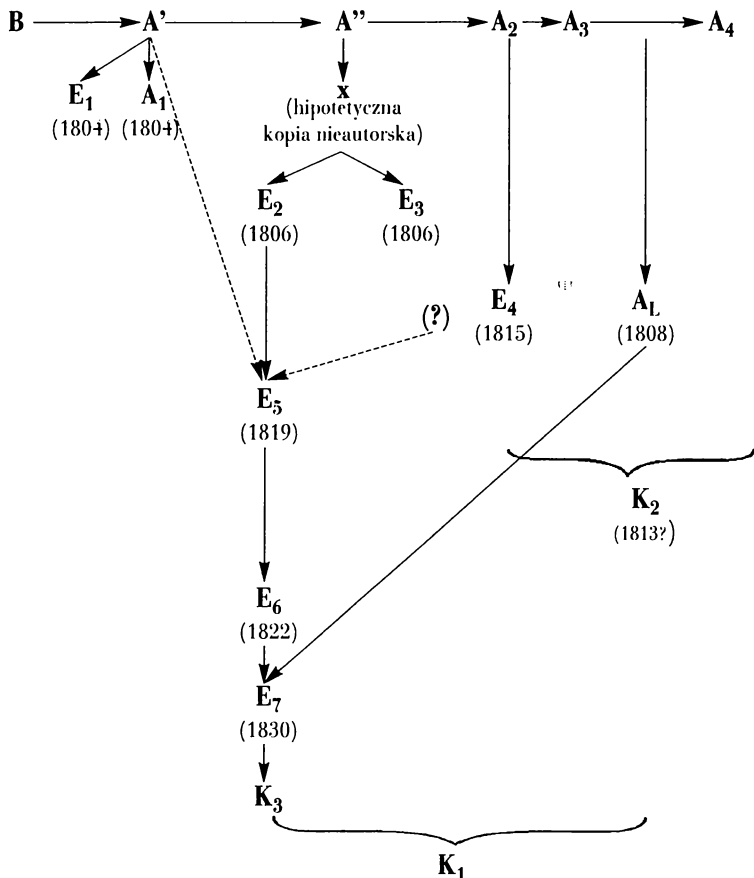 B A’ A’’ A₂ A₃ A₄
E₁ A₁ x
(1804) (1804) (hipotetyczna
kopia nieautorska)
E₂ E₃
(1806) (1806)
E₄ A_L
(?) (1815) (1808)
E₅
(1819)
K₂
(1813?)
E₆
(1822)
E₇
(1830)
K₃
K₁